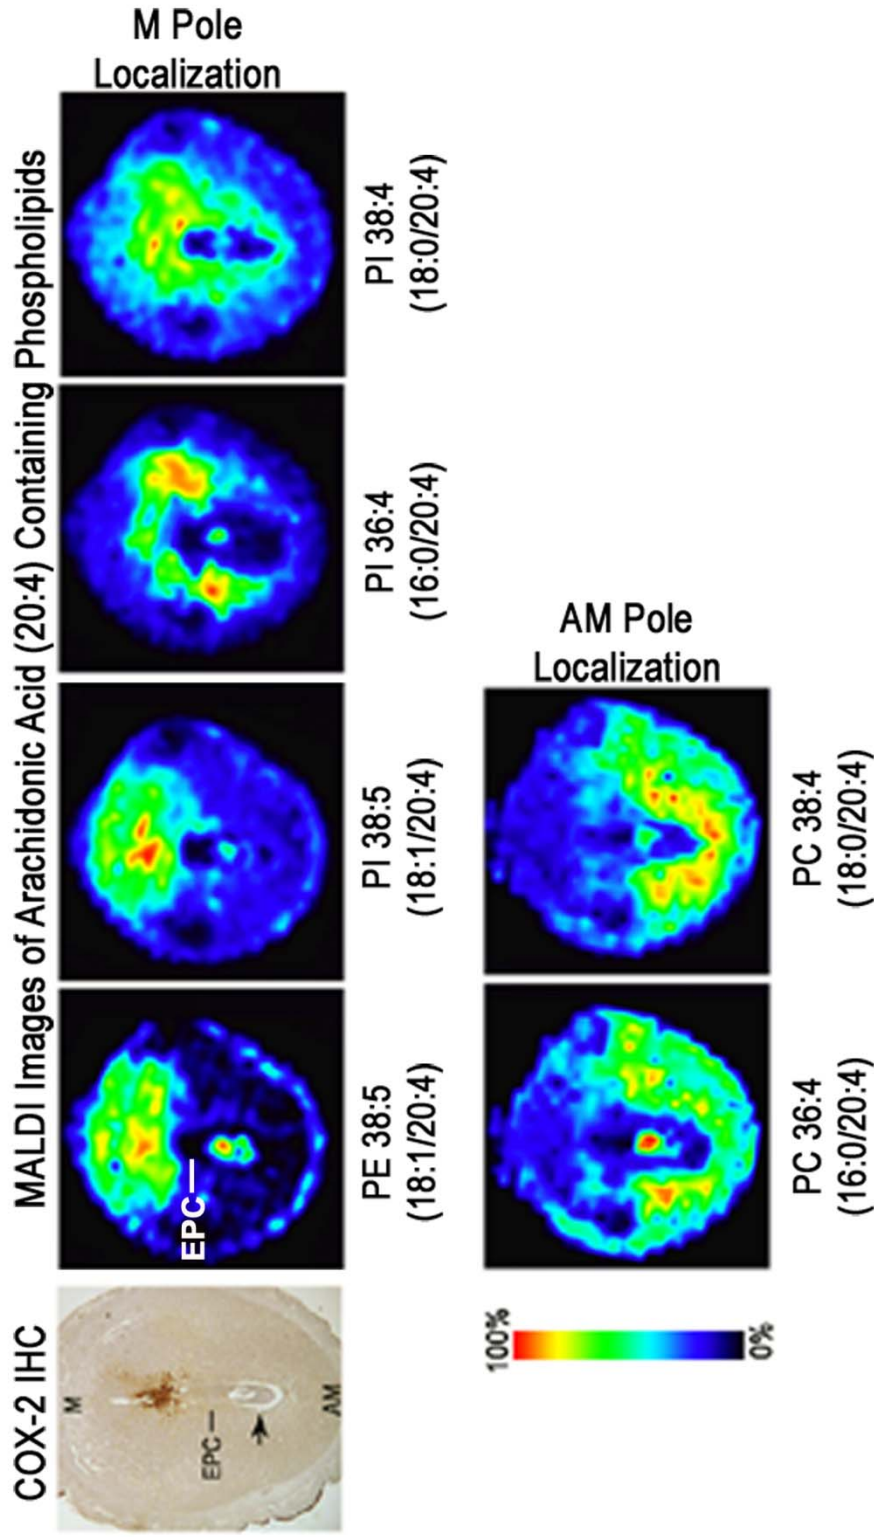 MALDI Images of Arachidonic Acid (20:4) Containing Phospholipids
COX-2 IHC
M
EPC
AM
EPC
PE 38:5
(18:1/20:4)
PI 38:5
(18:1/20:4)
PI 36:4
(16:0/20:4)
PI 38:4
(18:0/20:4)
M Pole
Localization
100%
0%
PC 36:4
(16:0/20:4)
PC 38:4
(18:0/20:4)
AM Pole
Localization